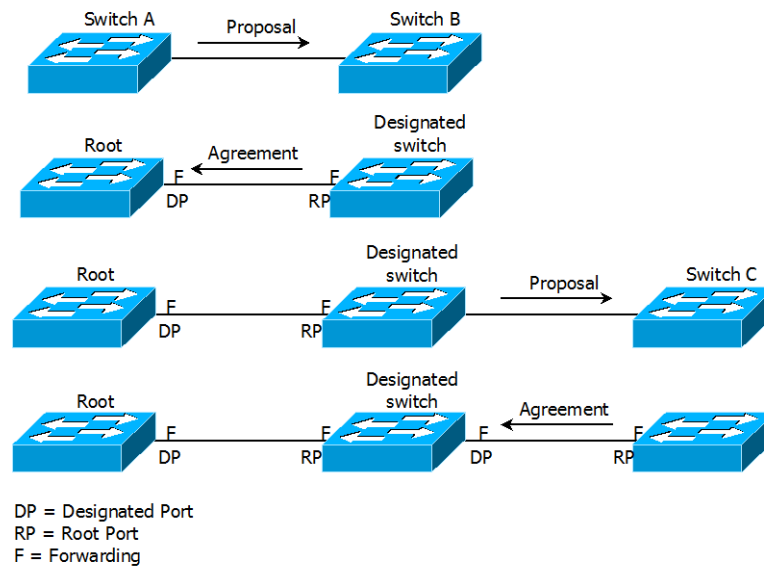 Switch A
Proposal
Switch B
Root
Agreement
Designated
switch
F
F
DP
RP
Root
Designated
switch
Proposal
Switch C
F
F
DP
RP
Root
Designated
switch
Agreement
F
F
F
F
DP
RP
DP
RP
DP = Designated Port
RP = Root Port
F = Forwarding